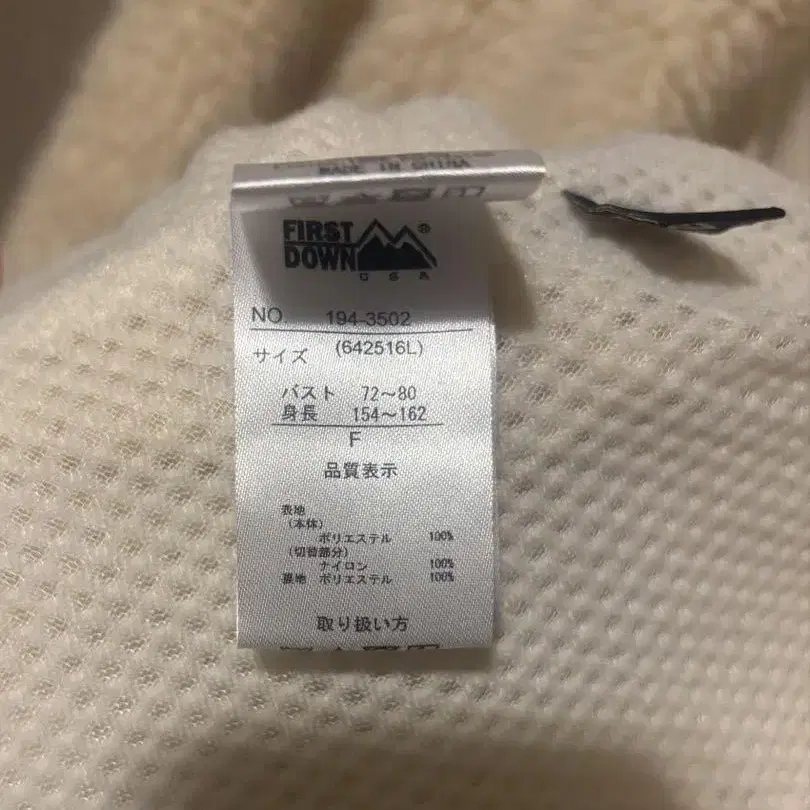 MADE IN CHINA
FIRST
DOWN®
USA
NO. 194-3502
サイズ (642516L)
バスト 72～80
身長 154～162
F
品質表示
表地
(本体)
ポリエステル 100%
(切替部分)
ナイロン 100%
裏地 ポリエステル 100%
取り扱い方